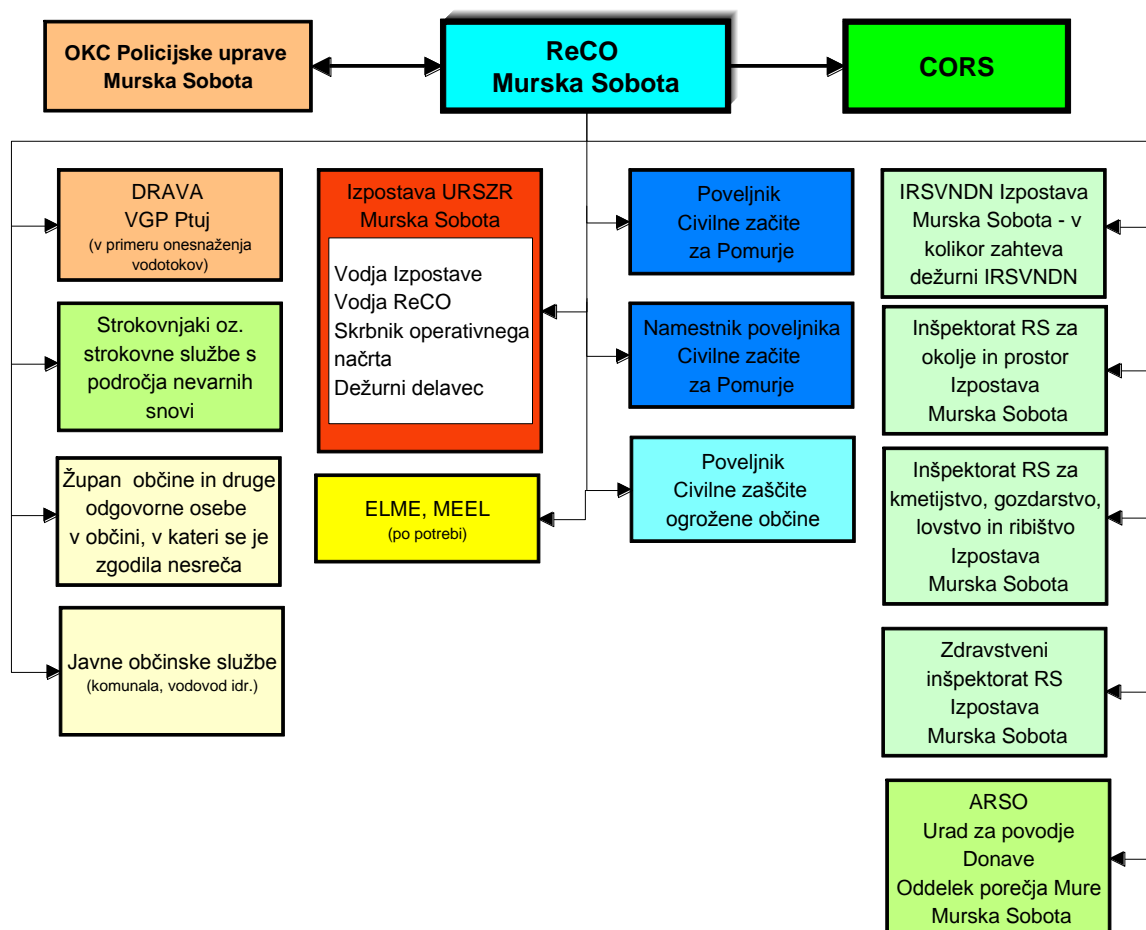 OKC Policijske uprave
Murska Sobota
ReCO
Murska Sobota
CORS
DRAVA
VGP Ptuj
(v primeru onesnaženja
vodotokov)
Strokovnjaki oz.
strokovne službe s
področja nevarnih
snovi
Župan občine in druge
odgovorne osebe
v občini, v kateri se je
zgodila nesreča
Javne občinske službe
(komunala, vodovod idr.)
Izpostava URSZR
Murska Sobota
Vodja Izpostave
Vodja ReCO
Skrbnik operativnega
načrta
Dežurni delavec
ELME, MEEL
(po potrebi)
Poveljnik
Civilne začite
za Pomurje
Namestnik poveljnika
Civilne začite
za Pomurje
Poveljnik
Civilne zaščite
ogrožene občine
IRSVNDN Izpostava
Murska Sobota - v
kolikor zahteva
dežurni IRSVNDN
Inšpektorat RS za
okolje in prostor
Izpostava
Murska Sobota
Inšpektorat RS za
kmetijstvo, gozdarstvo,
lovstvo in ribištvo
Izpostava
Murska Sobota
Zdravstveni
inšpektorat RS
Izpostava
Murska Sobota
ARSO
Urad za povodje
Donave
Oddelek porečja Mure
Murska Sobota